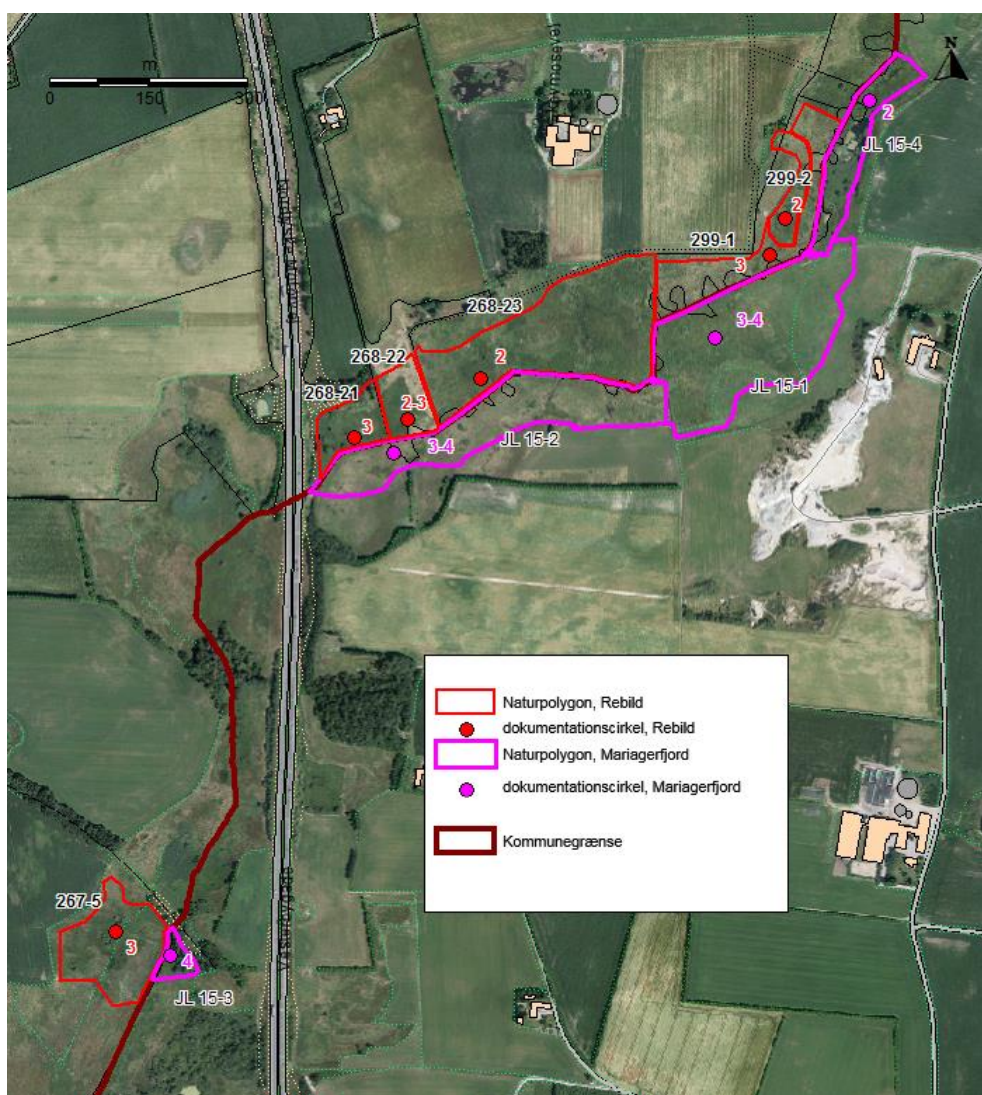 N
m
0 150 300
2
JL 15-4
299-2
2
299-1
3
268-23
3-4
268-22
2
JL 15-1
268-21
2-3
3
JL 15-2
3-4
Naturpolygon, Rebild
dokumentationscirkel, Rebild
Naturpolygon, Mariagerfjord
dokumentationscirkel, Mariagerfjord
Kommunegrænse
267-5
3
4
JL 15-3